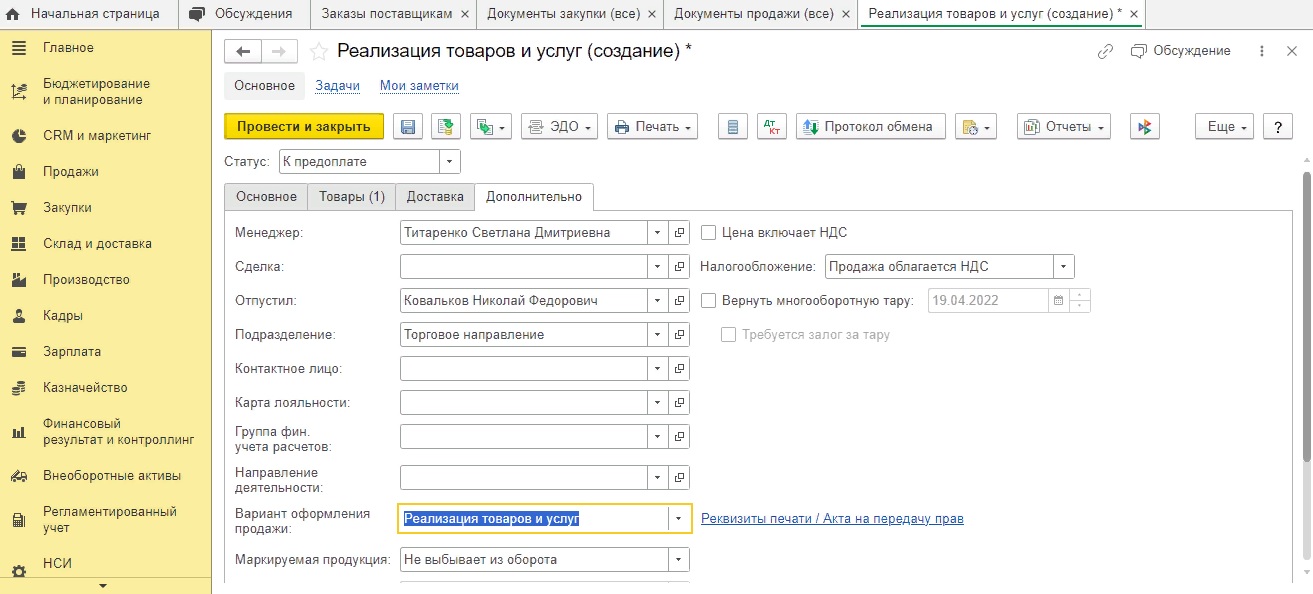 Начальная страница
Обсуждения
Заказы поставщикам ×
Документы закупки (все) ×
Документы продажи (все) ×
Реализация товаров и услуг (создание) * ×
Главное
Бюджетирование
и планирование
CRM и маркетинг
Продажи
Закупки
Склад и доставка
Производство
Кадры
Зарплата
Казначейство
Финансовый
результат и контроллинг
Внеоборотные активы
Регламентированный
учет
НСИ
Реализация товаров и услуг (создание) *
Обсуждение
Основное Задачи Мои заметки
Провести и закрыть ЭДО Печать Дт Кт Протокол обмена Отчеты Еще ?
Статус: К предоплате
Основное Товары (1) Доставка Дополнительно
Менеджер: Титаренко Светлана Дмитриевна Цена включает НДС
Сделка: Налогообложение: Продажа облагается НДС
Отпустил: Ковальков Николай Федорович Вернуть многооборотную тару: 19.04.2022
Подразделение: Торговое направление Требуется залог за тару
Контактное лицо:
Карта лояльности:
Группа фин.
учета расчетов:
Направление
деятельности:
Вариант оформления
продажи: Реализация товаров и услуг Реквизиты печати / Акта на передачу прав
Маркируемая продукция: Не выбывает из оборота